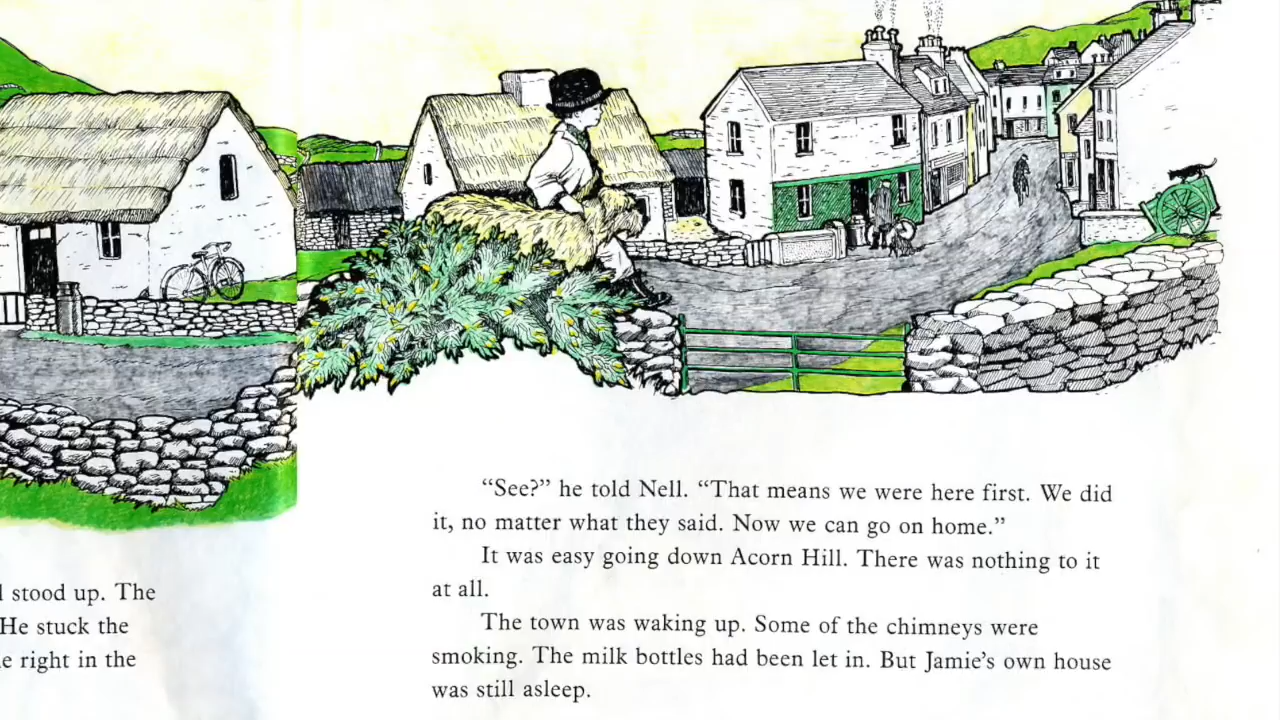 l stood up. The
He stuck the
e right in the
“See?” he told Nell. “That means we were here first. We did
it, no matter what they said. Now we can go on home.”
It was easy going down Acorn Hill. There was nothing to it
at all.
The town was waking up. Some of the chimneys were
smoking. The milk bottles had been let in. But Jamie’s own house
was still asleep.